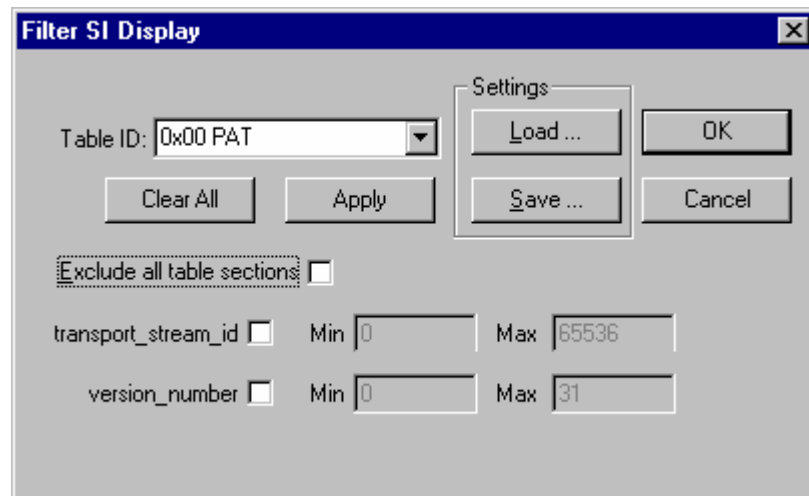 Filter SI Display
Settings
Table ID: 0x00 PAT Load ... OK
Clear All Apply Save ... Cancel
Exclude all table sections
transport_stream_id Min 0 Max 65536
version_number Min 0 Max 31